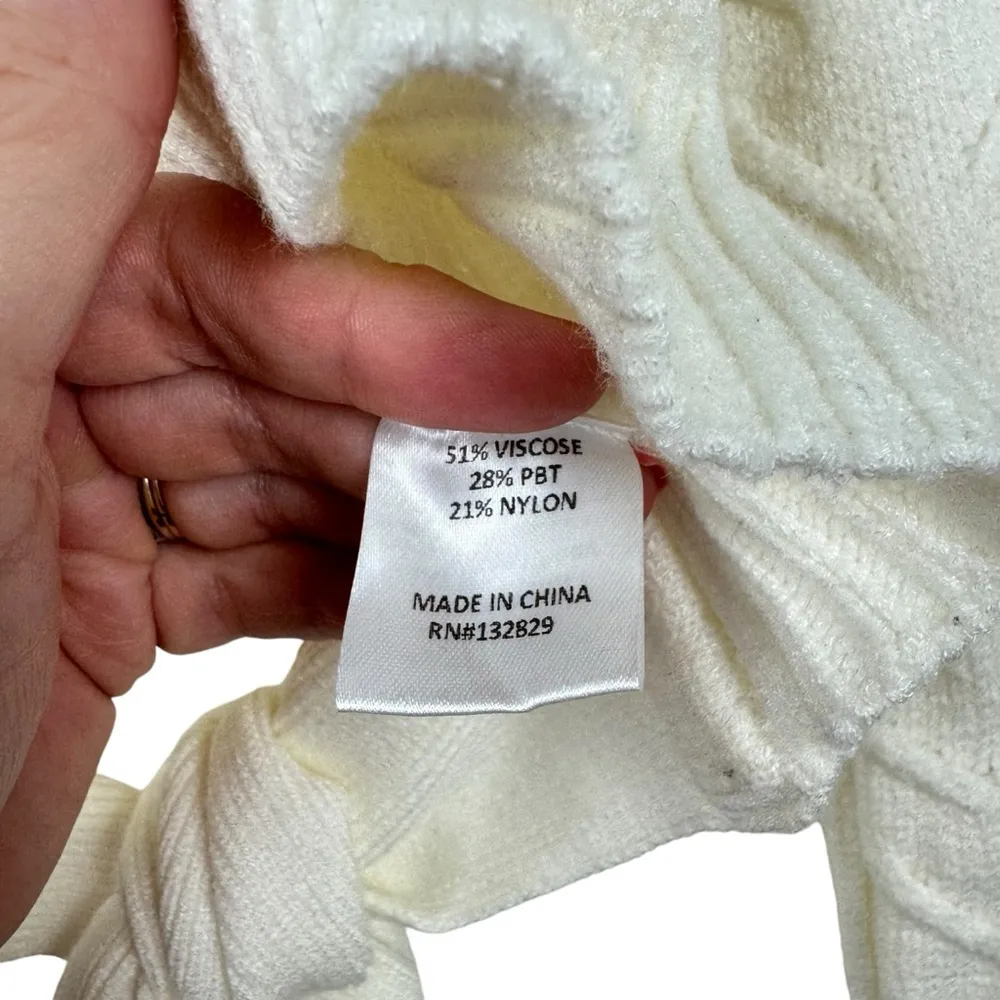 51% VISCOSE
28% PBT
21% NYLON
MADE IN CHINA
RN#132829